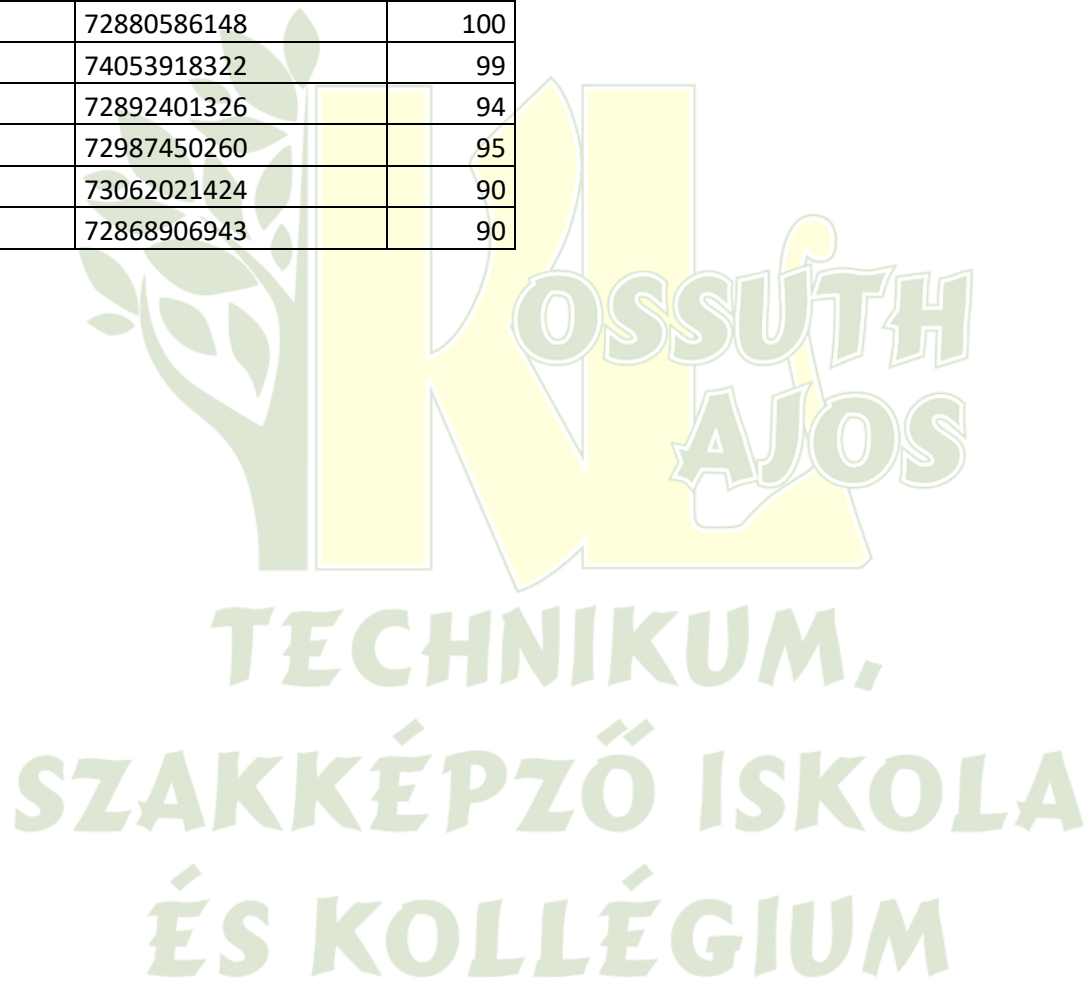 72880586148 100
74053918322 99
72892401326 94
72987450260 95
73062021424 90
72868906943 90
KL
OSSUTH
AJOS
TECHNIKUM,
SZAKKÉPZŐ ISKOLA
ÉS KOLLÉGIUM